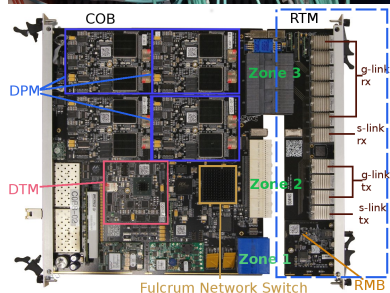 COB
RTM
DPM
Zone 3
g-link
rx
s-link
rx
DTM
Zone 2
g-link
tx
s-link
tx
Zone 1
Fulcrum Network Switch
RMB